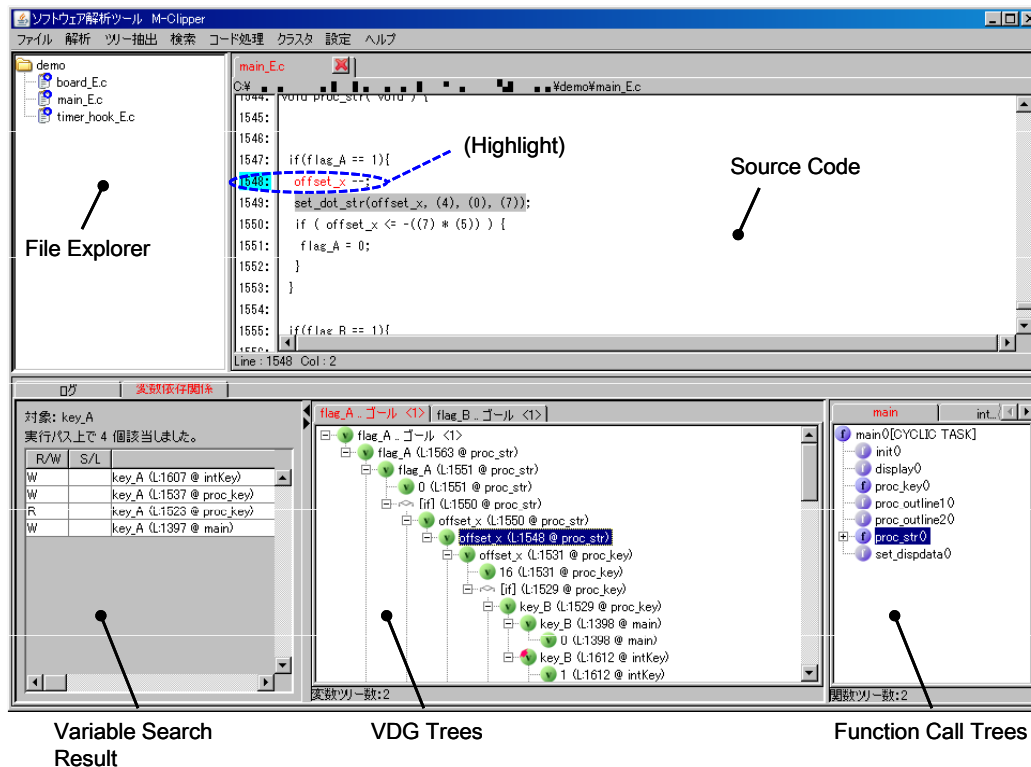 ソフトウェア解析ツール M-Clipper
ファイル 解析 ツリー抽出 検索 コード処理 クラスタ 設定 ヘルプ
demo
board_E.c
main_E.c
timer_hook_E.c
File Explorer
main_E.c
C:¥
¥demo¥main_E.c
1544: void proc_str( void ) {
1545:
1546:
1547: if(flag_A == 1){
1548: offset_x --;
1549: set_dot_str(offset_x, (4), (0), (7));
1550: if ( offset_x <= -((7) * (5)) ) {
1551: flag_A = 0;
1552: }
1553: }
1554:
1555: if(flag_B == 1){
1556:
(Highlight)
Source Code
Line : 1548 Col : 2
ログ 変数依存関係
対象: key_A
実行パス上で 4 個該当しました。
R/W S/L
W key_A (L:1607 @ intKey)
W key_A (L:1537 @ proc_key)
R key_A (L:1523 @ proc_key)
W key_A (L:1397 @ main)
flag_A .. ゴール <1> flag_B .. ゴール <1>
flag_A .. ゴール <1>
flag_A (L:1563 @ proc_str)
flag_A (L:1551 @ proc_str)
0 (L:1551 @ proc_str)
[if] (L:1550 @ proc_str)
offset_x (L:1550 @ proc_str)
offset_x (L:1548 @ proc_str)
offset_x (L:1531 @ proc_key)
16 (L:1531 @ proc_key)
[if] (L:1529 @ proc_key)
key_B (L:1529 @ proc_key)
key_B (L:1398 @ main)
0 (L:1398 @ main)
key_B (L:1612 @ intKey)
1 (L:1612 @ intKey)
変数ツリー数:2
main int...
main()[CYCLIC TASK]
init()
display()
proc_key()
proc_outline1()
proc_outline2()
proc_str()
set_dispdata()
関数ツリー数:2
Variable Search
Result
VDG Trees
Function Call Trees